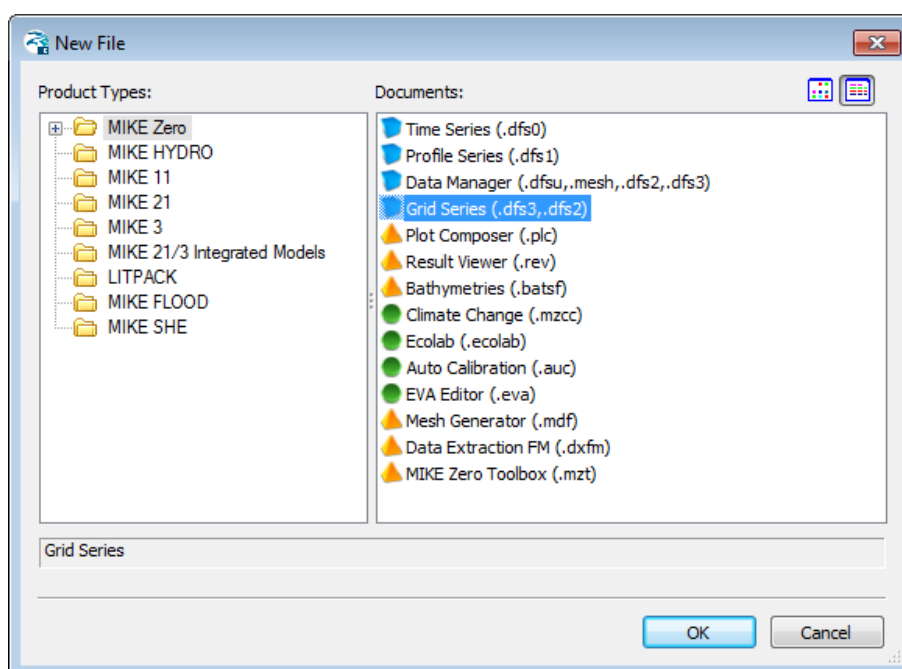 New File
Product Types:
Documents:
MIKE Zero
MIKE HYDRO
MIKE 11
MIKE 21
MIKE 3
MIKE 21/3 Integrated Models
LITPACK
MIKE FLOOD
MIKE SHE
Time Series (.dfs0)
Profile Series (.dfs1)
Data Manager (.dfsu,.mesh,.dfs2,.dfs3)
Grid Series (.dfs3,.dfs2)
Plot Composer (.plc)
Result Viewer (.rev)
Bathymetries (.batsf)
Climate Change (.mzcc)
Ecolab (.ecolab)
Auto Calibration (.auc)
EVA Editor (.eva)
Mesh Generator (.mdf)
Data Extraction FM (.dxfm)
MIKE Zero Toolbox (.mzt)
Grid Series
OK
Cancel